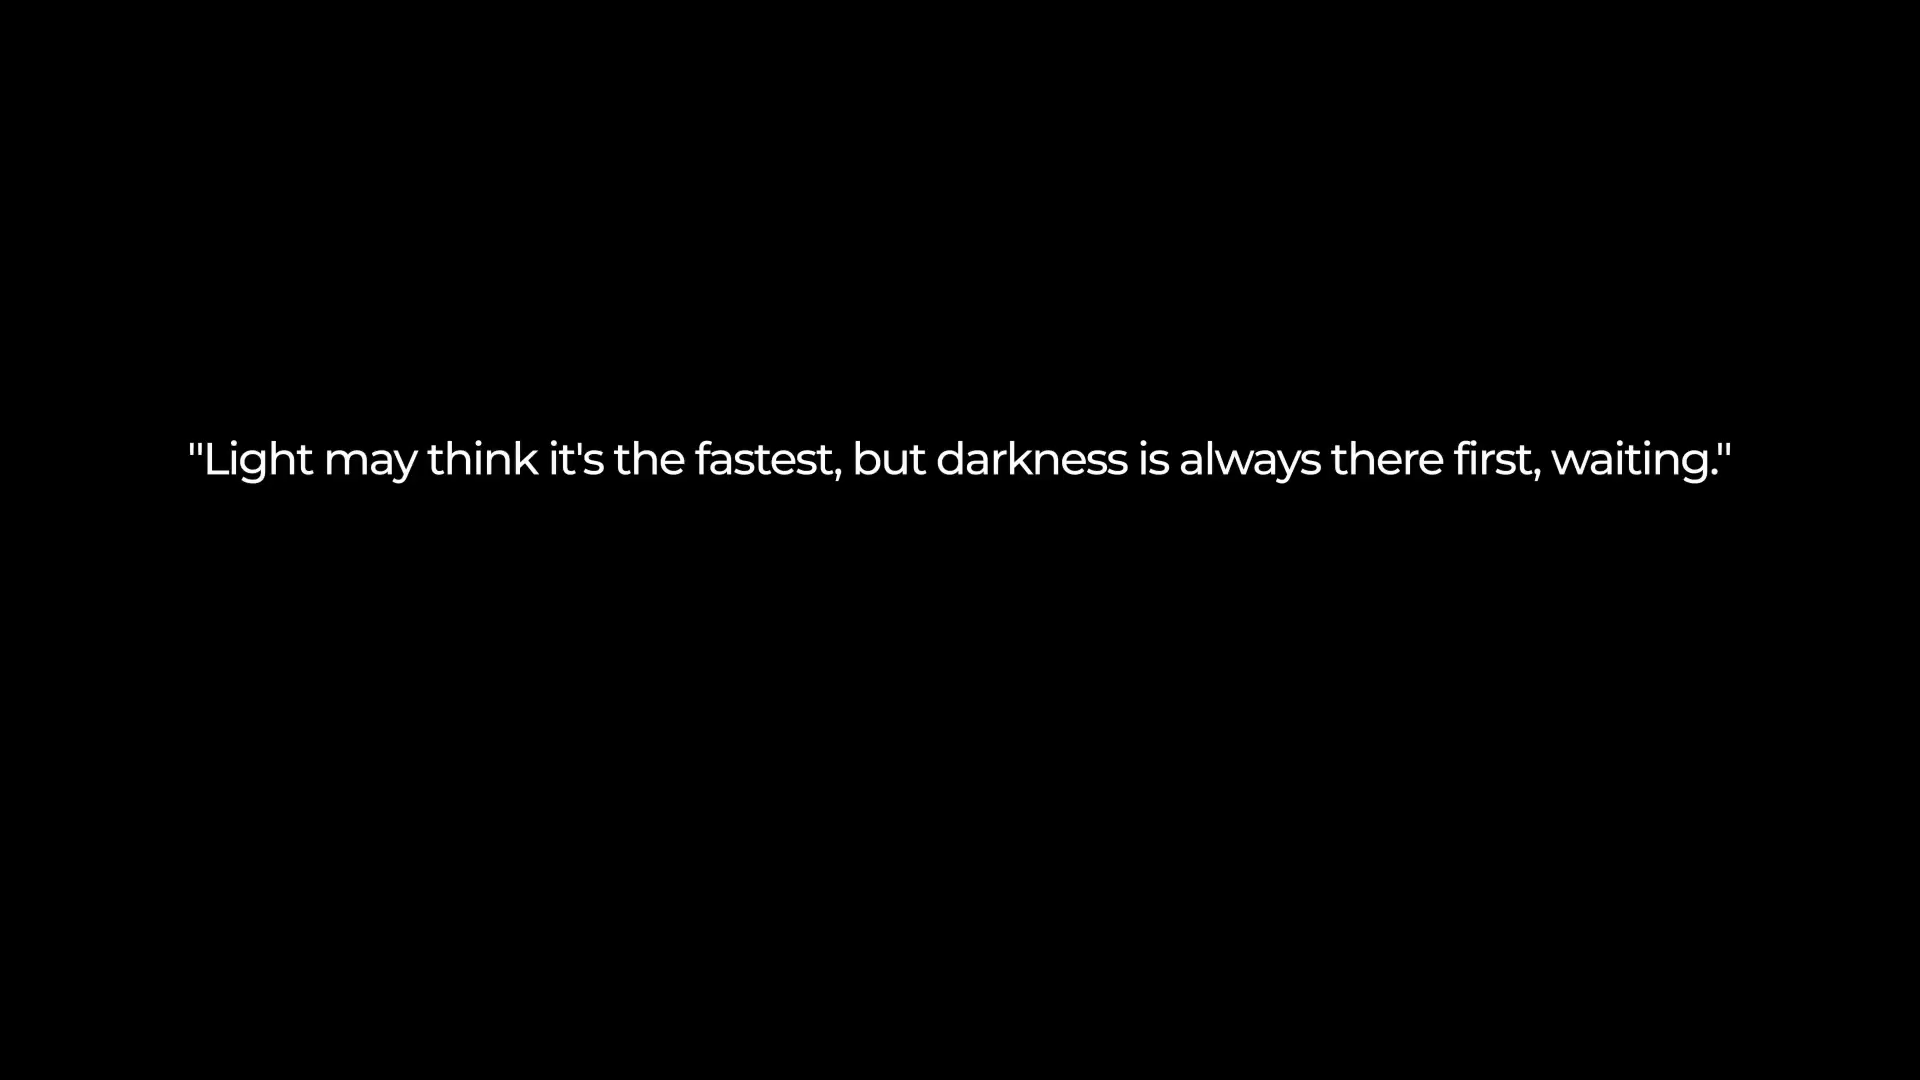 "Light may think it's the fastest, but darkness is always there first, waiting."